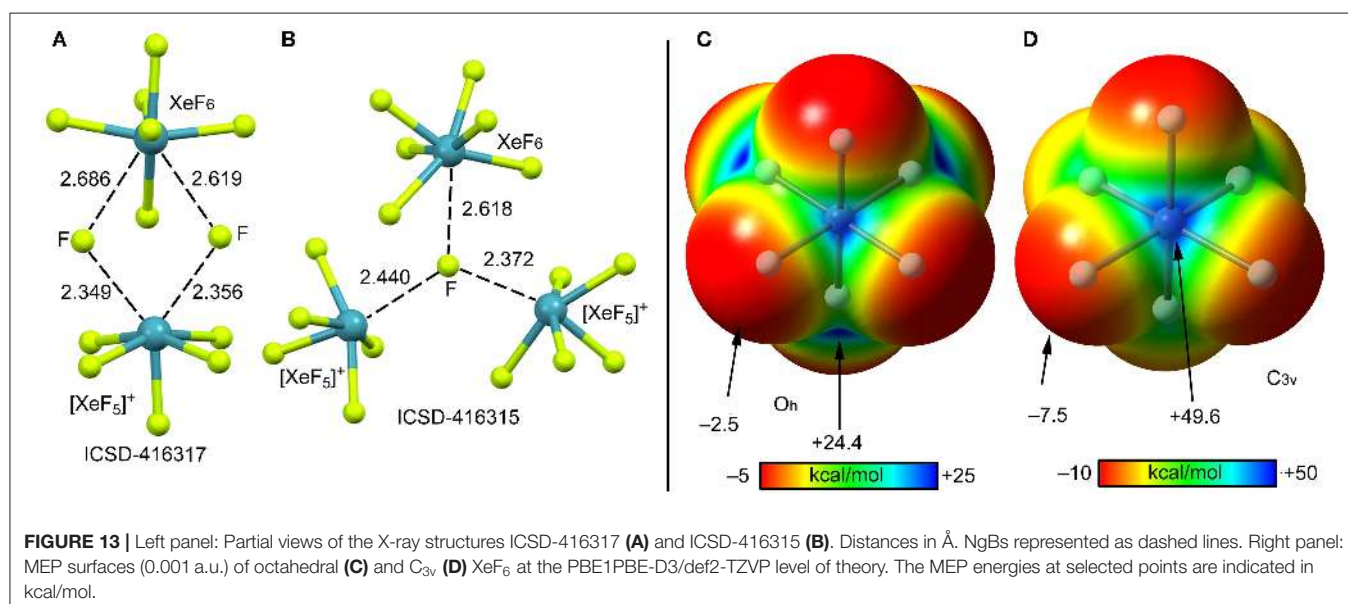 A
B
C
D
XeF6
XeF6
2.686
2.619
2.618
F
F
2.440
2.372
F
2.349
2.356
[XeF5]+
[XeF5]+
[XeF5]+
ICSD-416315
ICSD-416317
Oh
C3v
–2.5
+24.4
–7.5
+49.6
–5 kcal/mol +25
–10 kcal/mol +50
FIGURE 13 | Left panel: Partial views of the X-ray structures ICSD-416317 (A) and ICSD-416315 (B). Distances in Å. NgBs represented as dashed lines. Right panel:
MEP surfaces (0.001 a.u.) of octahedral (C) and C3v (D) XeF6 at the PBE1PBE-D3/def2-TZVP level of theory. The MEP energies at selected points are indicated in
kcal/mol.